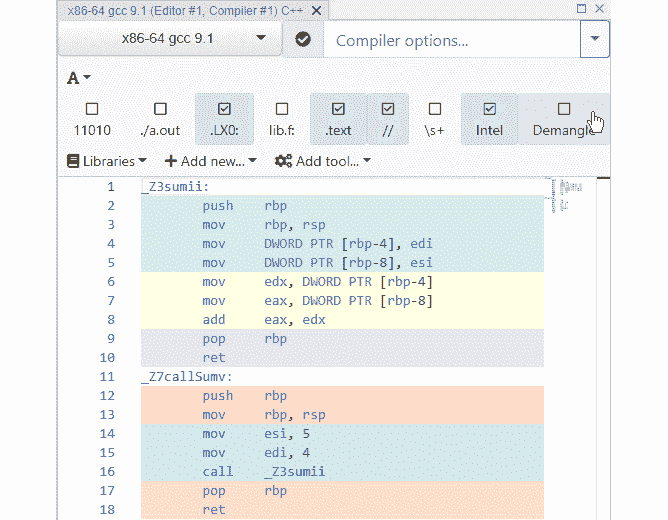 x86-64 gcc 9.1 (Editor #1, Compiler #1) C++
x86-64 gcc 9.1 Compiler options...
A
11010 ./a.out .LX0: lib.f: .text // \s+ Intel Demangle
Libraries Add new... Add tool...
1 _Z3sumii:
2 push rbp
3 mov rbp, rsp
4 mov DWORD PTR [rbp-4], edi
5 mov DWORD PTR [rbp-8], esi
6 mov edx, DWORD PTR [rbp-4]
7 mov eax, DWORD PTR [rbp-8]
8 add eax, edx
9 pop rbp
10 ret
11 _Z7callSumv:
12 push rbp
13 mov rbp, rsp
14 mov esi, 5
15 mov edi, 4
16 call _Z3sumii
17 pop rbp
18 ret